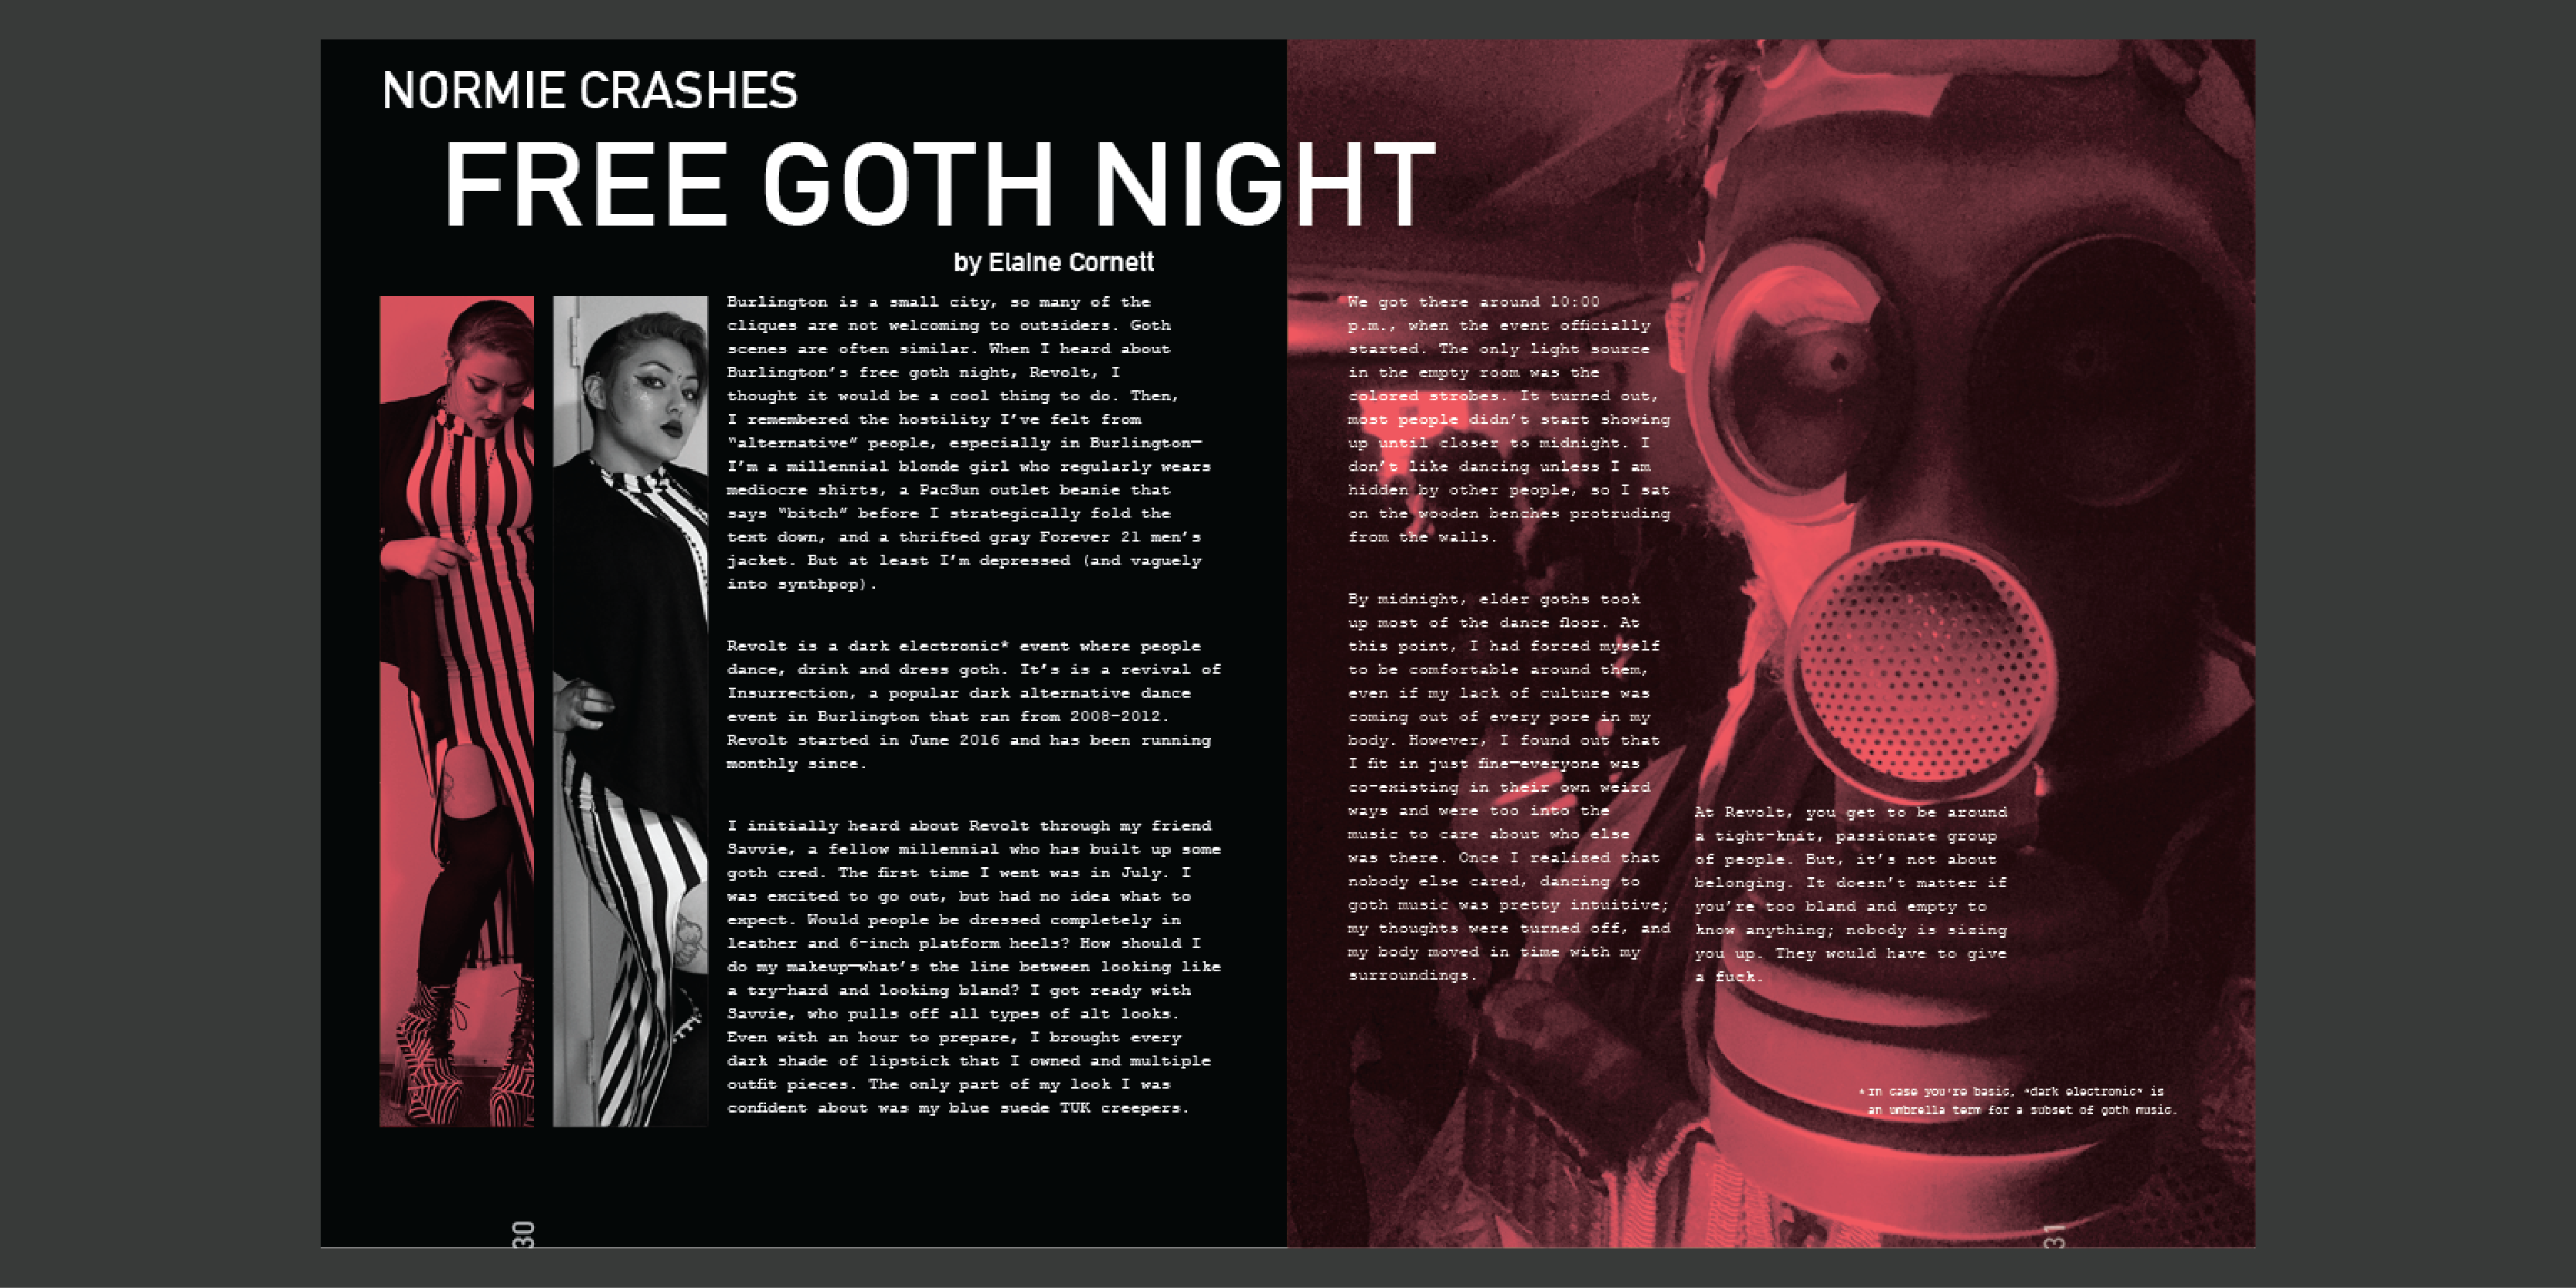 NORMIE CRASHES
FREE GOTH NIGHT
by Elaine Cornett
Burlington is a small city, so many of the
cliques are not welcoming to outsiders. Goth
scenes are often similar. When I heard about
Burlington's free goth night, Revolt, I
thought it would be a cool thing to do. Then,
I remembered the hostility I've felt from
"alternative" people, especially in Burlington—
I'm a millennial blonde girl who regularly wears
mediocre shirts, a PacSun outlet beanie that
says "bitch" before I strategically fold the
text down, and a thrifted gray Forever 21 men's
jacket. But at least I'm depressed (and vaguely
into synthpop).
Revolt is a dark electronic* event where people
dance, drink and dress goth. It's is a revival of
Insurrection, a popular dark alternative dance
event in Burlington that ran from 2008-2012.
Revolt started in June 2016 and has been running
monthly since.
I initially heard about Revolt through my friend
Savvie, a fellow millennial who has built up some
goth cred. The first time I went was in July. I
was excited to go out, but had no idea what to
expect. Would people be dressed completely in
leather and 6-inch platform heels? How should I
do my makeup—what's the line between looking like
a try-hard and looking bland? I got ready with
Savvie, who pulls off all types of alt looks.
Even with an hour to prepare, I brought every
dark shade of lipstick that I owned and multiple
outfit pieces. The only part of my look I was
confident about was my blue suede TUK creepers.
We got there around 10:00
p.m., when the event officially
started. The only light source
in the empty room was the
colored strobes. It turned out,
most people didn't start showing
up until closer to midnight. I
don't like dancing unless I am
hidden by other people, so I sat
on the wooden benches protruding
from the walls.
By midnight, elder goths took
up most of the dance floor. At
this point, I had forced myself
to be comfortable around them,
even if my lack of culture was
coming out of every pore in my
body. However, I found out that
I fit in just fine—everyone was
co-existing in their own weird
ways and were too into the
music to care about who else
was there. Once I realized that
nobody else cared, dancing to
goth music was pretty intuitive;
my thoughts were turned off, and
my body moved in time with my
surroundings.
At Revolt, you get to be around
a tight-knit, passionate group
of people. But, it's not about
belonging. It doesn't matter if
you're too bland and empty to
know anything; nobody is sizing
you up. They would have to give
a fuck.
*In case you're basic, "dark electronic" is
an umbrella term for a subset of goth music.
30
31